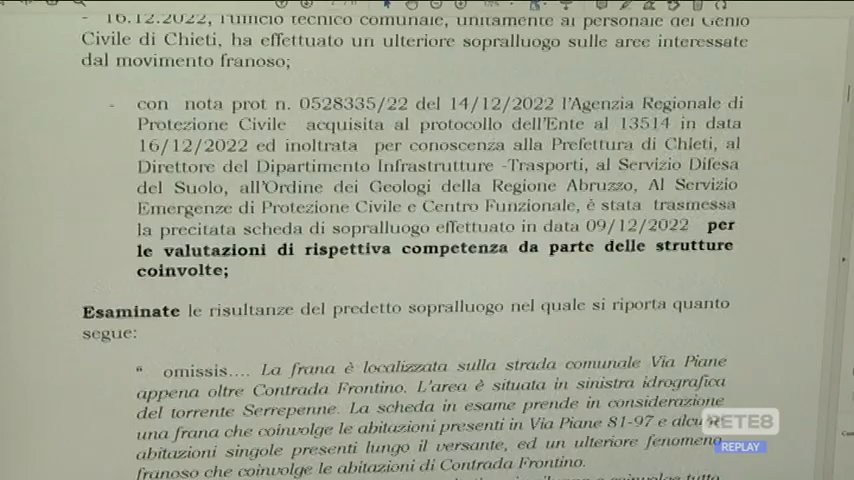 - 16.12.2022, l'ufficio tecnico comunale, unitamente al personale del Genio
Civile di Chieti, ha effettuato un ulteriore sopralluogo sulle aree interessate
dal movimento franoso;
- con nota prot n. 0528335/22 del 14/12/2022 l'Agenzia Regionale di
Protezione Civile acquisita al protocollo dell'Ente al 13514 in data
16/12/2022 ed inoltrata per conoscenza alla Prefettura di Chieti, al
Direttore del Dipartimento Infrastrutture -Trasporti, al Servizio Difesa
del Suolo, all'Ordine dei Geologi della Regione Abruzzo, Al Servizio
Emergenze di Protezione Civile e Centro Funzionale, è stata trasmessa
la precitata scheda di sopralluogo effettuato in data 09/12/2022 per
le valutazioni di rispettiva competenza da parte delle strutture
coinvolte;
Esaminate le risultanze del predetto sopralluogo nel quale si riporta quanto
segue:
“ omissis.... La frana è localizzata sulla strada comunale Via Piane
appena oltre Contrada Frontino. L'area è situata in sinistra idrografica
del torrente Serrepenne. La scheda in esame prende in considerazione
una frana che coinvolge le abitazioni presenti in Via Piane 81-97 e alcune
abitazioni singole presenti lungo il versante, ed un ulteriore fenomeno
franoso che coinvolge le abitazioni di Contrada Frontino.
RETE8
REPLAY